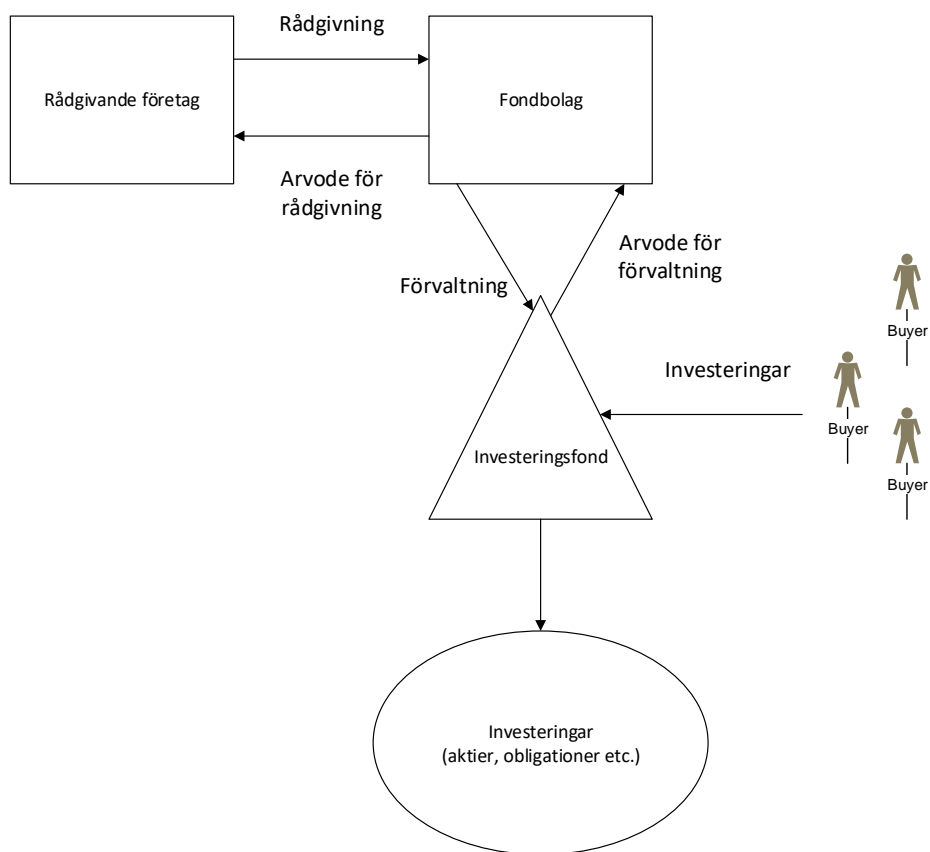 Rådgivning
Rådgivande företag
Fondbolag
Arvode för
rådgivning
Arvode för
förvaltning
Förvaltning
Buyer
Investeringar
Buyer
Buyer
Investeringsfond
Investeringar
(aktier, obligationer etc.)